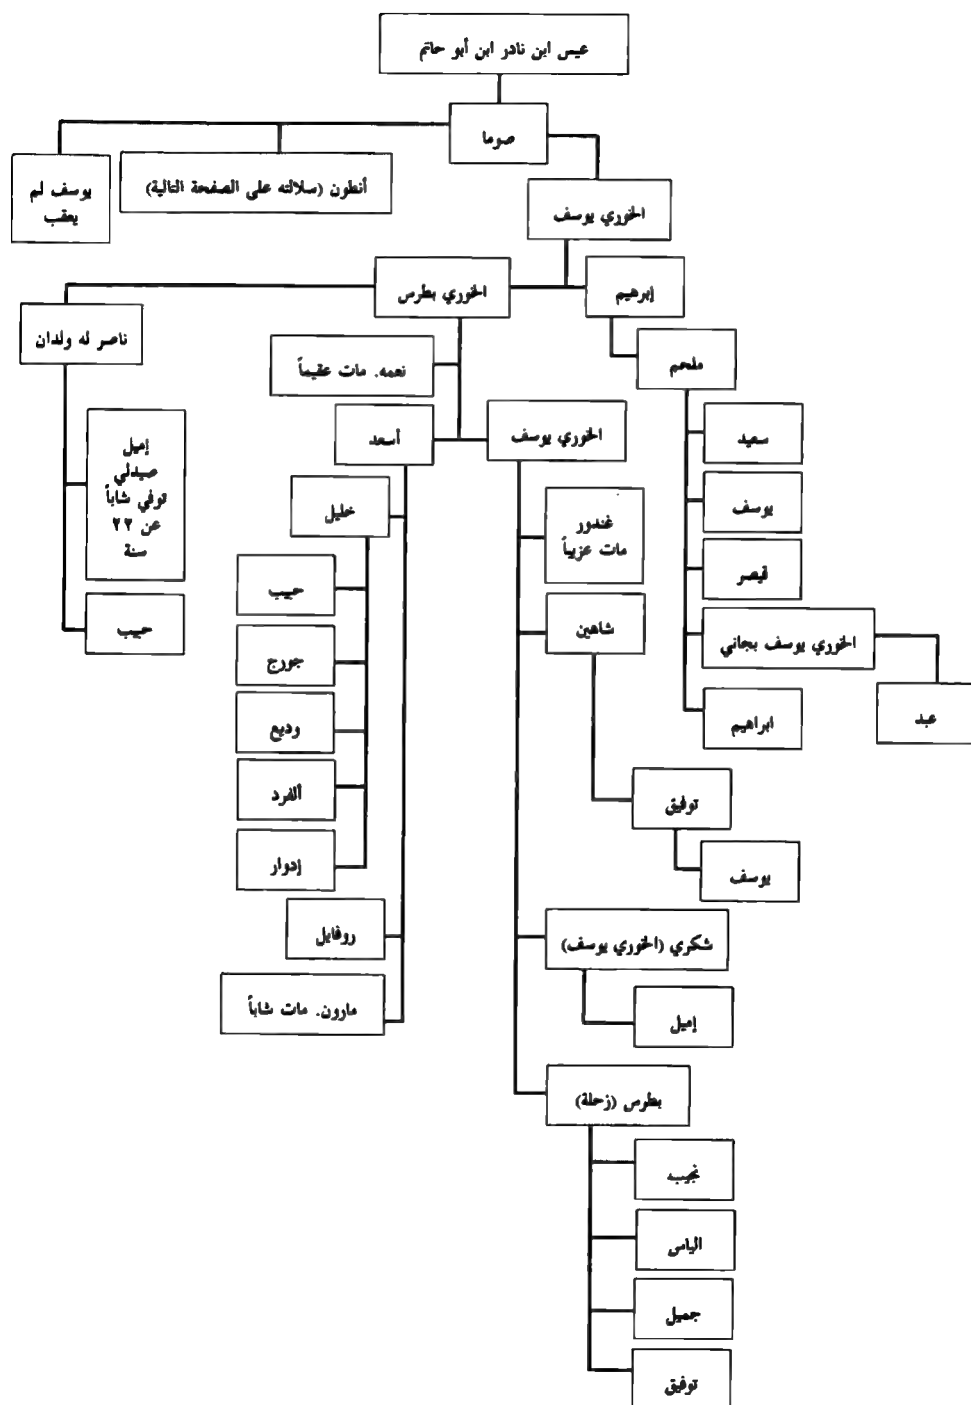 عيس ابن نادر ابن أبو حاتم
صوما
يوسف لم
يعقب
أنطون (سلالته على الصفحة التالية)
الخوري يوسف
الخوري بطرس
إبرهيم
ناصر له ولدان
نعمه. مات عقيماً
ملحم
أسعد
الخوري يوسف
إميل
صيدلي
توفي شاباً
عن ٢٢
سنة
حبيب
خليل
حبيب
جورج
وديع
ألفرد
إدوار
روفايل
مارون. مات شاباً
غندور
مات عزيباً
شاهين
توفيق
يوسف
شكري (الخوري يوسف)
إميل
بطرس (زحلة)
نجيب
الياس
جميل
توفيق
سعيد
يوسف
قيصر
الخوري يوسف بجاني
عبد
ابراهيم